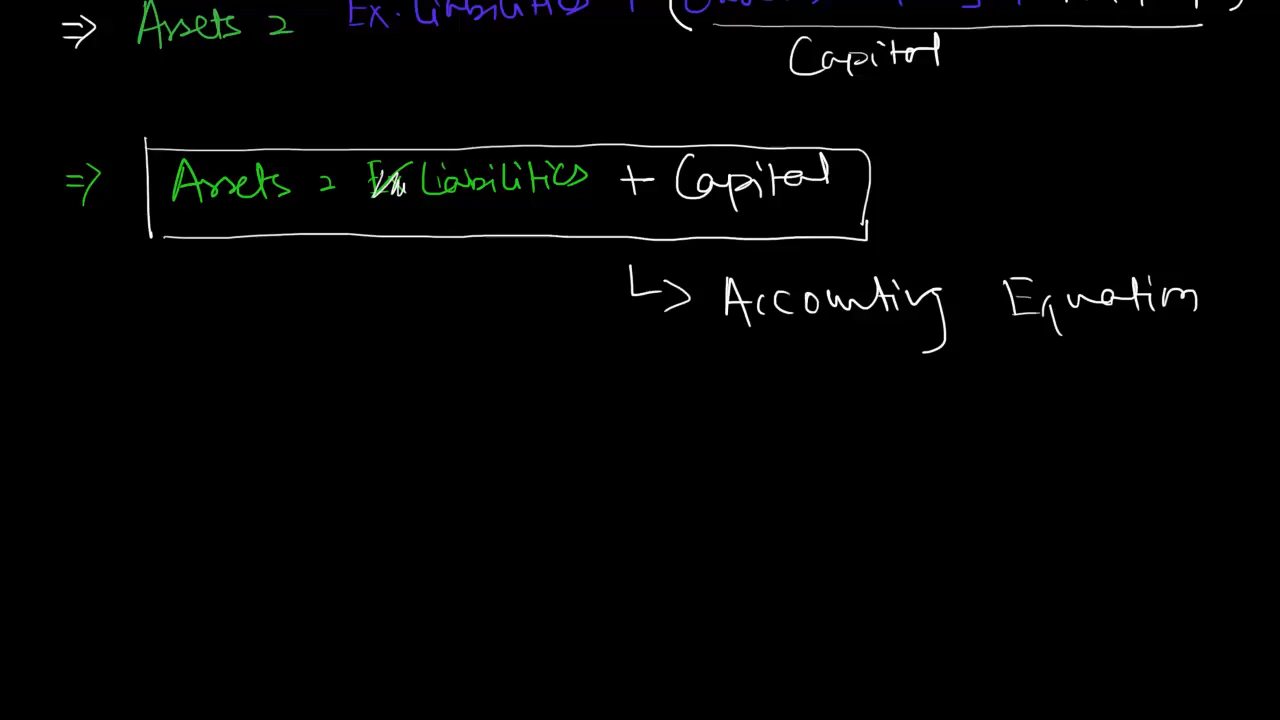 ⇒ Assets = Ex. Liabilities + (
Capital
⇒ Assets = Liabilities + Capital
↳ Accounting Equation